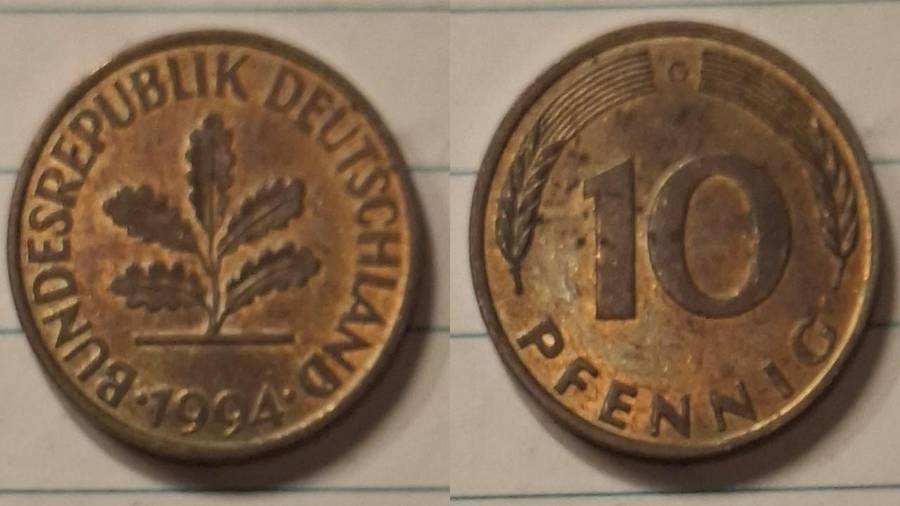 BUNDESREPUBLIK DEUTSCHLAND
·1994·
G
10
PFENNIG